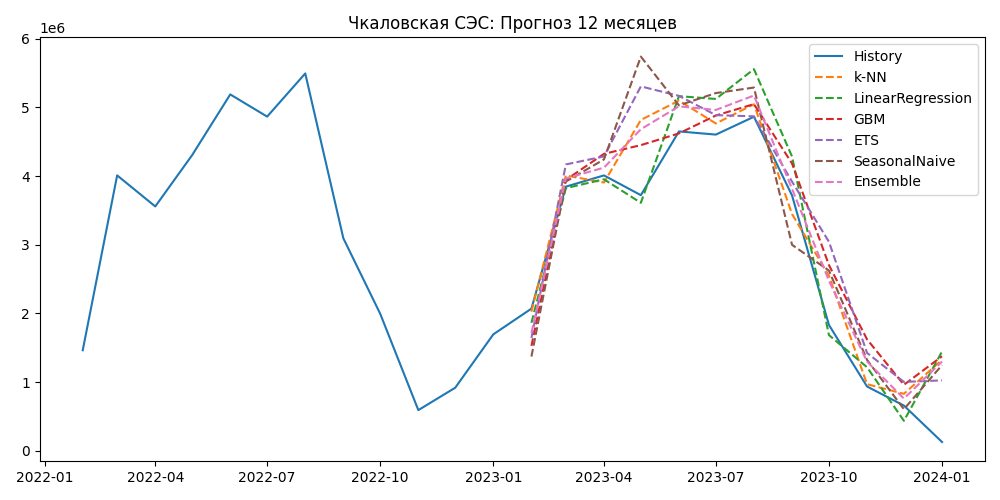 Чкаловская СЭС: Прогноз 12 месяцев
1e6
6
5
4
3
2
1
0
History
k-NN
LinearRegression
GBM
ETS
SeasonalNaive
Ensemble
2022-01 2022-04 2022-07 2022-10 2023-01 2023-04 2023-07 2023-10 2024-01